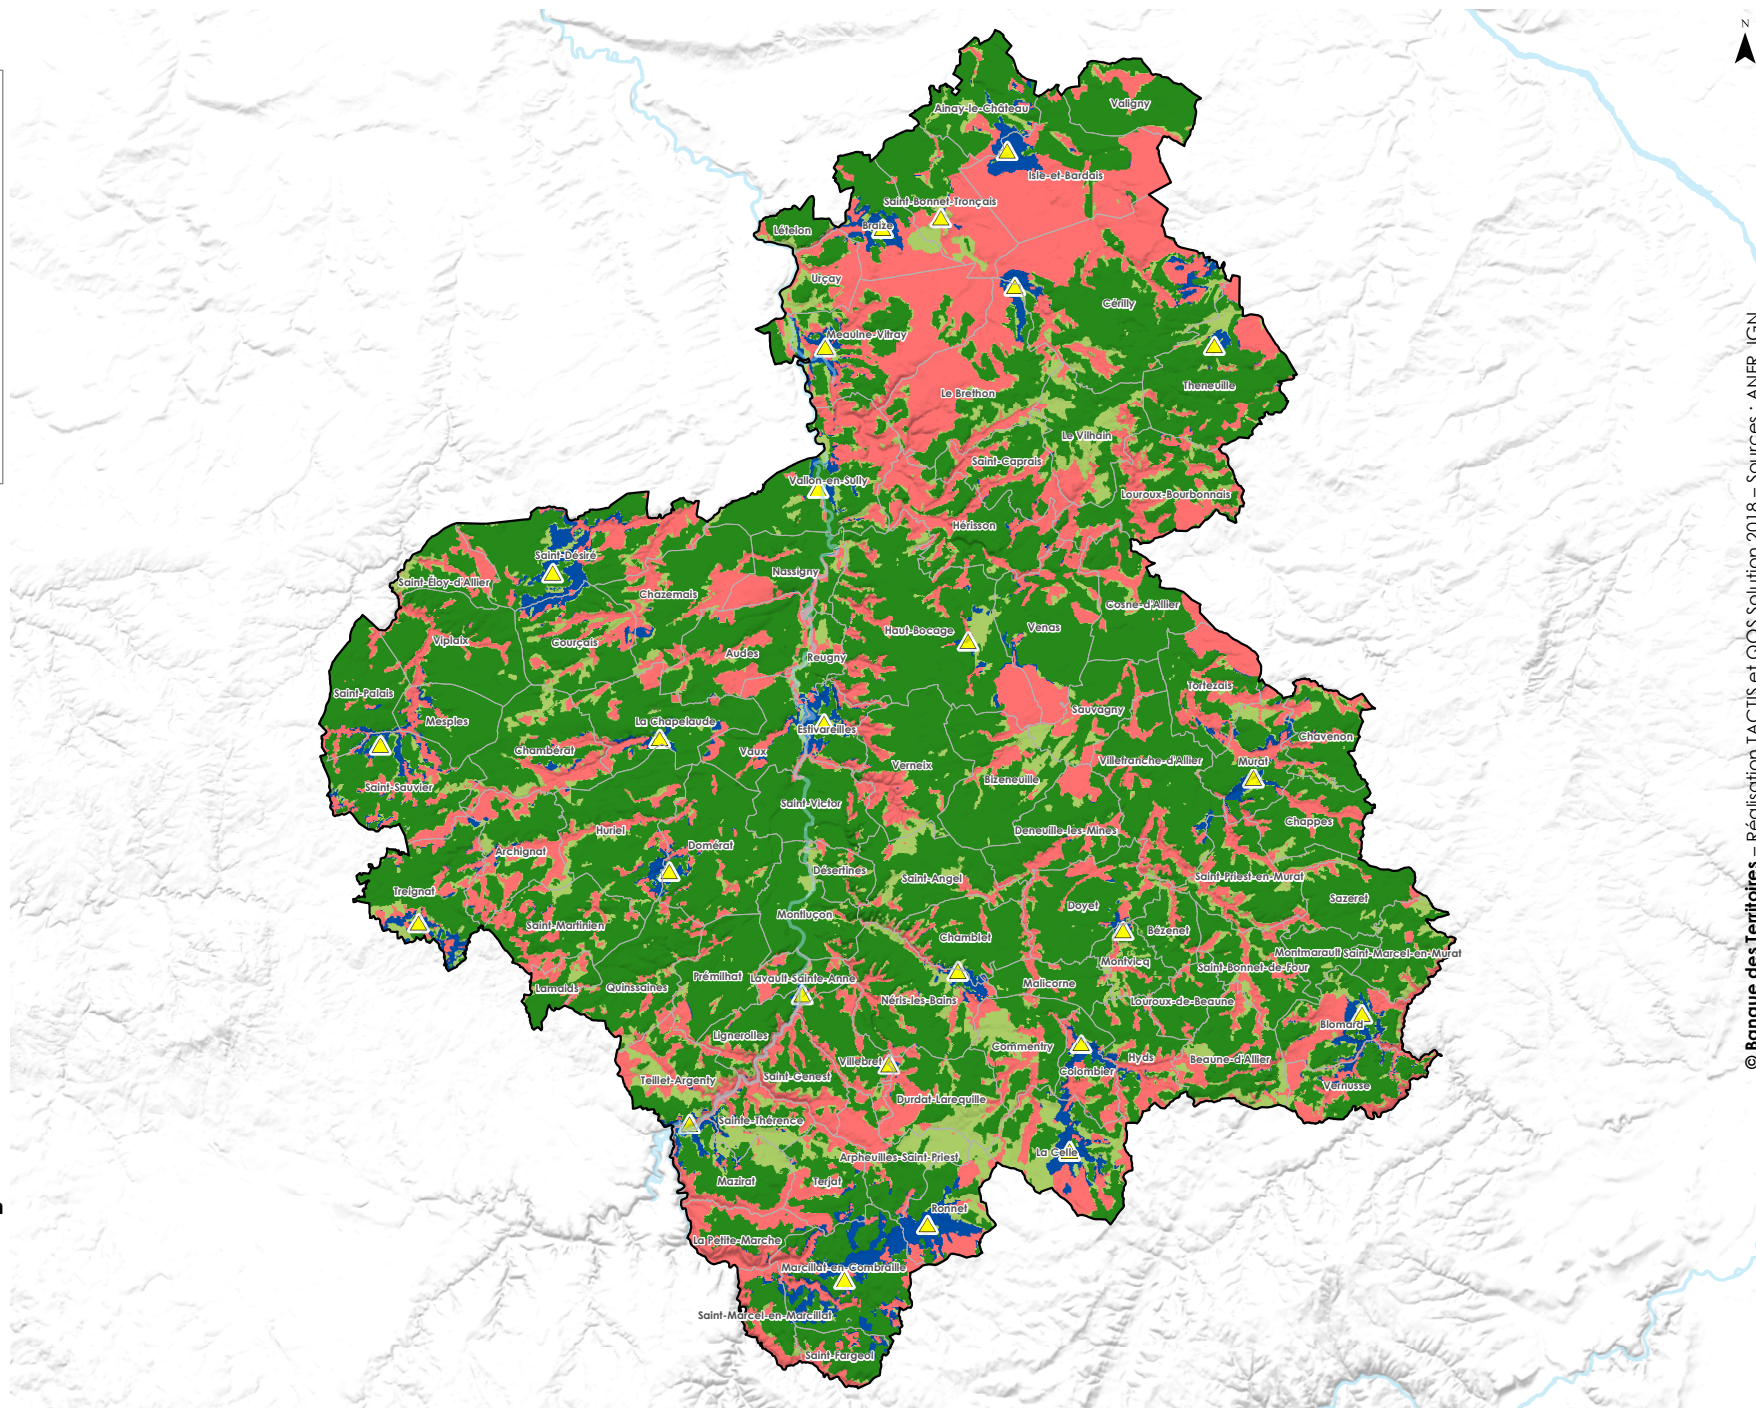 N
Ainay-le-Château
Valigny
Isle-et-Bardais
Saint-Bonnet-Tronçais
Braize
Lételon
Urçay
Cérilly
Meaulne-Vitray
Theneuille
Le Brethon
Le Vilhain
Saint-Caprais
Vallon-en-Sully
Louroux-Bourbonnais
Hérisson
Saint-Désiré
Nassigny
Saint-Éloy-d'Allier
Chazemais
Cosne-d'Allier
Haut-Bocage
Venas
Viplaix
Courçais
Audes
Reugny
Saint-Palais
Tortezais
Sauvagny
Mesples
La Chapelaude
Estivareilles
Chavenon
Chambérat
Vaux
Verneix
Villefranche-d'Allier
Murat
Bizeneuille
Saint-Sauvier
Saint-Victor
Chappes
Huriel
Deneuille-les-Mines
Archignat
Domérat
Désertines
Saint-Angel
Saint-Priest-en-Murat
Treignat
Sazeret
Doyet
Montluçon
Saint-Martinien
Bézenet
Chamblet
Montmarault
Saint-Marcel-en-Murat
Montvicq
Saint-Bonnet-de-Four
Prémilhat
Lavault-Sainte-Anne
Malicorne
Lamaids
Quinssaines
Néris-les-Bains
Louroux-de-Beaune
Blomard
Lignerolles
Commentry
Hyds
Beaune-d'Allier
Villebret
Colombier
Teillet-Argenty
Saint-Genest
Vernusse
Durdat-Larequille
Sainte-Thérence
La Celle
Arpheuilles-Saint-Priest
Mazirat
Terjat
Ronnet
La Petite-Marche
Marcillat-en-Combraille
Saint-Marcel-en-Marcillat
Saint-Fargeol
© Banque des Territoires – Réalisation TACTIS et QOS Solution 2018 – Sources : ANFR, IGN